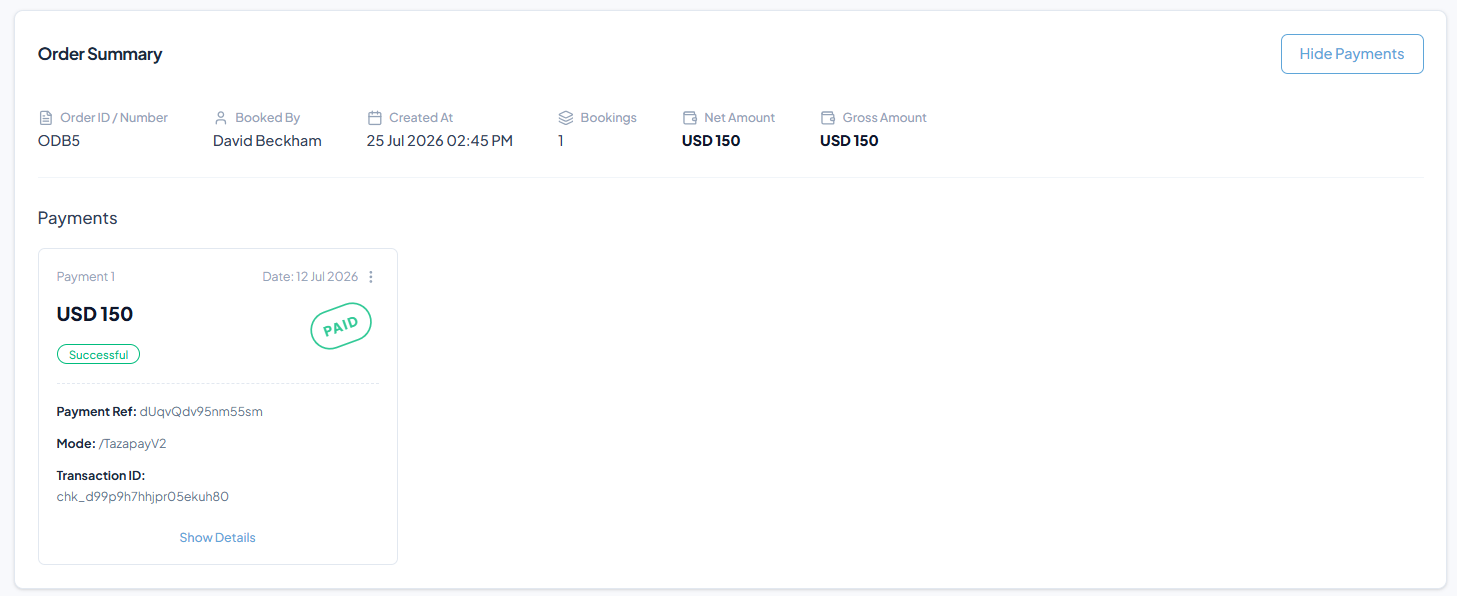 Order Summary
Hide Payments
Order ID / Number
ODB5
Booked By
David Beckham
Created At
25 Jul 2026 02:45 PM
Bookings
1
Net Amount
USD 150
Gross Amount
USD 150
Payments
Payment 1
Date: 12 Jul 2026
USD 150
PAID
Successful
Payment Ref: dUqvQdv95nm55sm
Mode: /TazapayV2
Transaction ID:
chk_d99p9h7hhjpr05ekuh80
Show Details